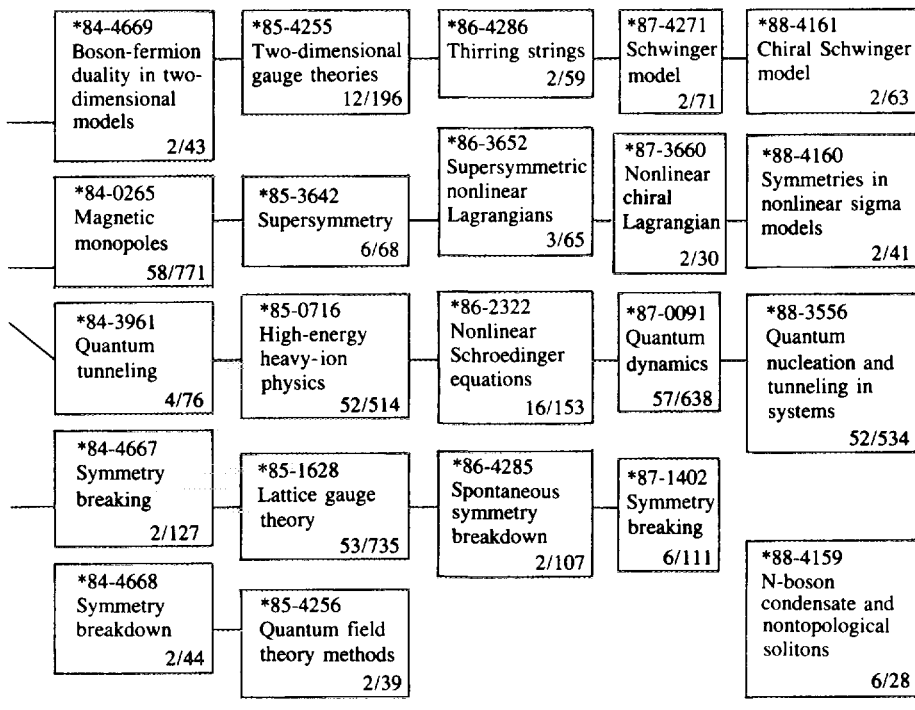 *84-4669
Boson-fermion
duality in two-
dimensional
models
2/43
*85-4255
Two-dimensional
gauge theories
12/196
*86-4286
Thirring strings
2/59
*87-4271
Schwinger
model
2/71
*88-4161
Chiral Schwinger
model
2/63
*84-0265
Magnetic
monopoles
58/771
*85-3642
Supersymmetry
6/68
*86-3652
Supersymmetric
nonlinear
Lagrangians
3/65
*87-3660
Nonlinear
chiral
Lagrangian
2/30
*88-4160
Symmetries in
nonlinear sigma
models
2/41
*84-3961
Quantum
tunneling
4/76
*85-0716
High-energy
heavy-ion
physics
52/514
*86-2322
Nonlinear
Schroedinger
equations
16/153
*87-0091
Quantum
dynamics
57/638
*88-3556
Quantum
nucleation and
tunneling in
systems
52/534
*84-4667
Symmetry
breaking
2/127
*85-1628
Lattice gauge
theory
53/735
*86-4285
Spontaneous
symmetry
breakdown
2/107
*87-1402
Symmetry
breaking
6/111
*84-4668
Symmetry
breakdown
2/44
*85-4256
Quantum field
theory methods
2/39
*88-4159
N-boson
condensate and
nontopological
solitons
6/28